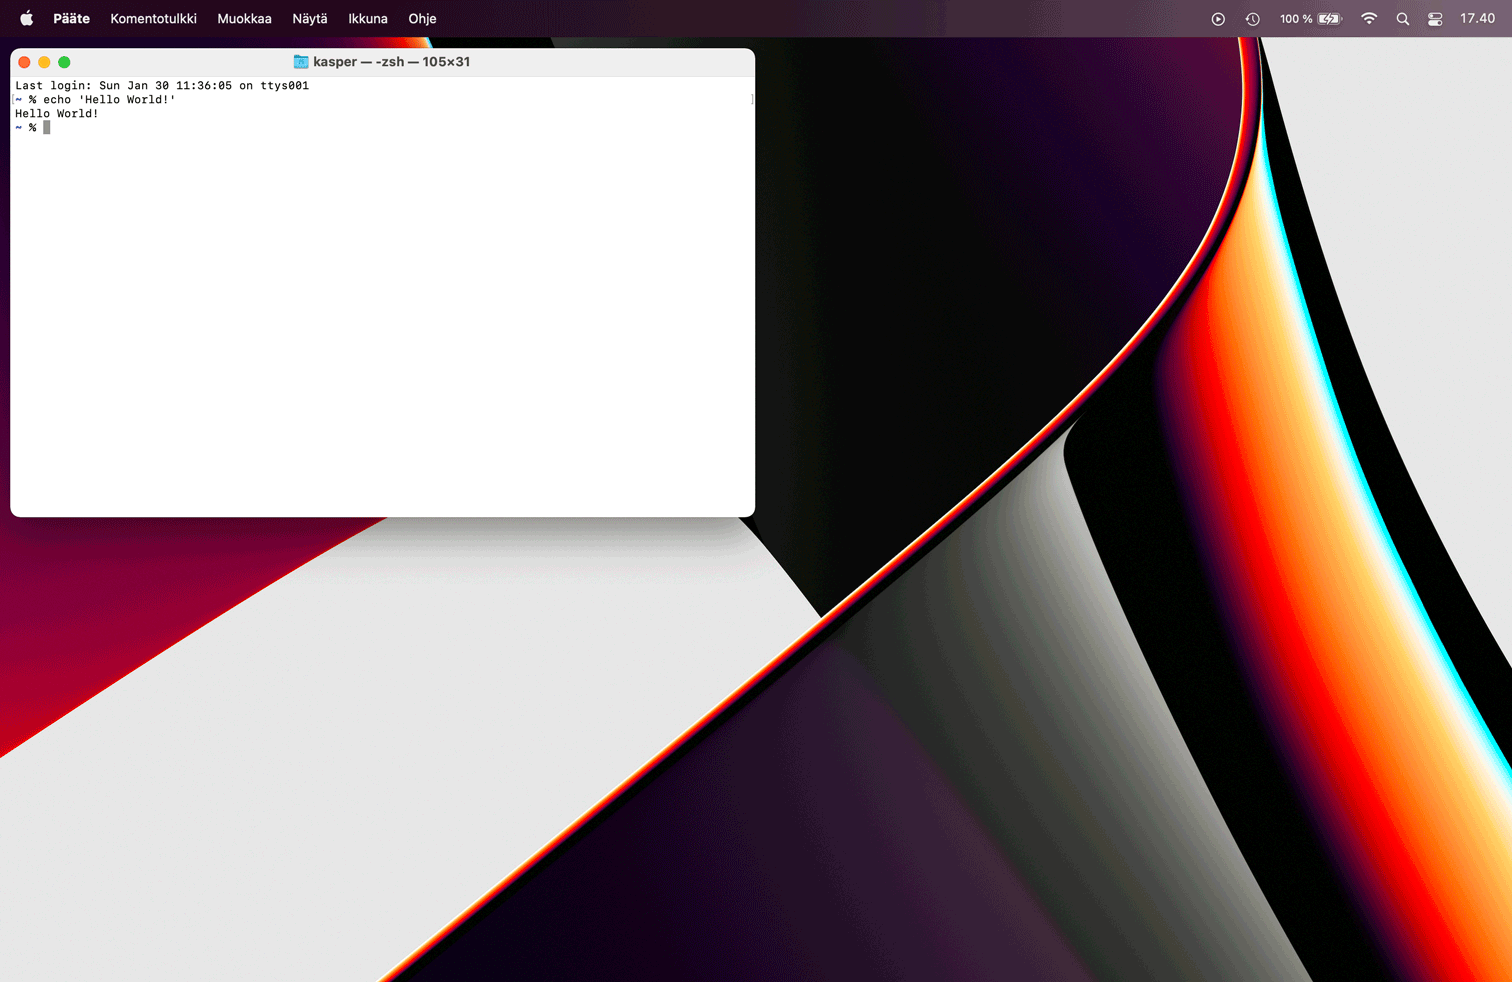 Pääte Komentotulkki Muokkaa Näytä Ikkuna Ohje 100 % 17.40
kasper — -zsh — 105×31
Last login: Sun Jan 30 11:36:05 on ttys001
[~ % echo 'Hello World!' ]
Hello World!
~ %